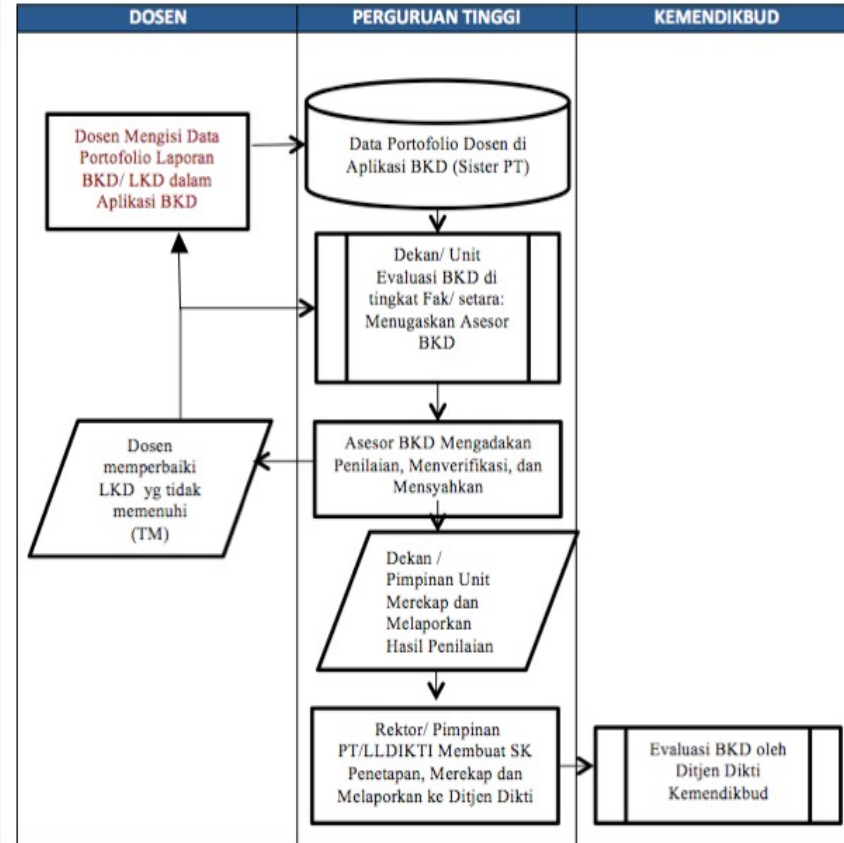 DOSEN
PERGURUAN TINGGI
KEMENDIKBUD
Dosen Mengisi Data
Portofolio Laporan
BKD/ LKD dalam
Aplikasi BKD
Data Portofolio Dosen di
Aplikasi BKD (Sister PT)
Dekan/ Unit
Evaluasi BKD di
tingkat Fak/ setara:
Menugaskan Asesor
BKD
Dosen
memperbaiki
LKD yg tidak
memenuhi
(TM)
Asesor BKD Mengadakan
Penilaian, Menverifikasi, dan
Mensyahkan
Dekan /
Pimpinan Unit
Merekap dan
Melaporkan
Hasil Penilaian
Rektor/ Pimpinan
PT/LLDIKTI Membuat SK
Penetapan, Merekap dan
Melaporkan ke Ditjen Dikti
Evaluasi BKD oleh
Ditjen Dikti
Kemendikbud